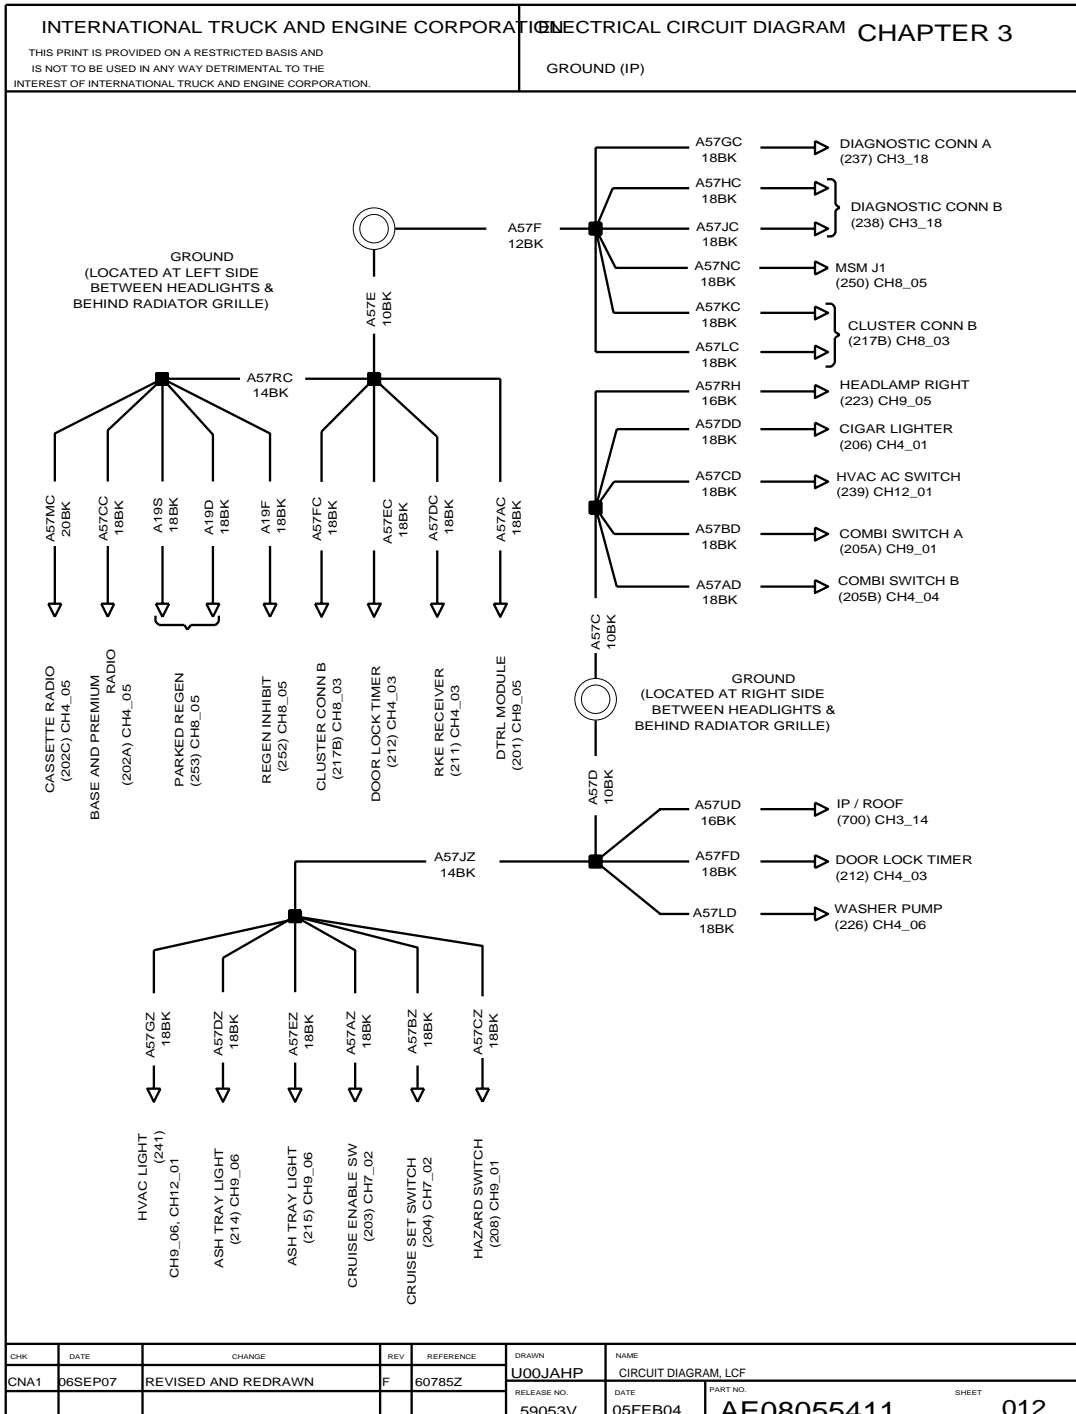 INTERNATIONAL TRUCK AND ENGINE CORPORATION
THIS PRINT IS PROVIDED ON A RESTRICTED BASIS AND
IS NOT TO BE USED IN ANY WAY DETRIMENTAL TO THE
INTEREST OF INTERNATIONAL TRUCK AND ENGINE CORPORATION.
ELECTRICAL CIRCUIT DIAGRAM CHAPTER 3
GROUND (IP)
GROUND
(LOCATED AT LEFT SIDE
BETWEEN HEADLIGHTS &
BEHIND RADIATOR GRILLE)
A57F
12BK
A57E
10BK
A57GC
18BK
DIAGNOSTIC CONN A
(237) CH3_18
A57HC
18BK
A57JC
18BK
DIAGNOSTIC CONN B
(238) CH3_18
A57NC
18BK
MSM J1
(250) CH8_05
A57KC
18BK
A57LC
18BK
CLUSTER CONN B
(217B) CH8_03
A57RC
14BK
A57RH
16BK
HEADLAMP RIGHT
(223) CH9_05
A57DD
18BK
CIGAR LIGHTER
(206) CH4_01
A57CD
18BK
HVAC AC SWITCH
(239) CH12_01
A57BD
18BK
COMBI SWITCH A
(205A) CH9_01
A57AD
18BK
COMBI SWITCH B
(205B) CH4_04
A57MC
20BK
A57CC
18BK
A19S
18BK
A19D
18BK
A19F
18BK
A57FC
18BK
A57EC
18BK
A57DC
18BK
A57AC
18BK
CASSETTE RADIO
(202C) CH4_05
BASE AND PREMIUM
RADIO
(202A) CH4_05
PARKED REGEN
(253) CH8_05
REGEN INHIBIT
(252) CH8_05
CLUSTER CONN B
(217B) CH8_03
DOOR LOCK TIMER
(212) CH4_03
RKE RECEIVER
(211) CH4_03
DTRL MODULE
(201) CH9_05
A57C
10BK
GROUND
(LOCATED AT RIGHT SIDE
BETWEEN HEADLIGHTS &
BEHIND RADIATOR GRILLE)
A57D
10BK
A57UD
16BK
IP / ROOF
(700) CH3_14
A57FD
18BK
DOOR LOCK TIMER
(212) CH4_03
A57LD
18BK
WASHER PUMP
(226) CH4_06
A57JZ
14BK
A57GZ
18BK
A57DZ
18BK
A57EZ
18BK
A57AZ
18BK
A57BZ
18BK
A57CZ
18BK
HVAC LIGHT
(241)
CH9_06, CH12_01
ASH TRAY LIGHT
(214) CH9_06
ASH TRAY LIGHT
(215) CH9_06
CRUISE ENABLE SW
(203) CH7_02
CRUISE SET SWITCH
(204) CH7_02
HAZARD SWITCH
(208) CH9_01
CHK DATE CHANGE REV REFERENCE
CNA1 06SEP07 REVISED AND REDRAWN F 60785Z
DRAWN
U00JAHP
NAME
CIRCUIT DIAGRAM, LCF
RELEASE NO.
59053V
DATE
05FEB04
PART NO.
AE08055411
SHEET
012